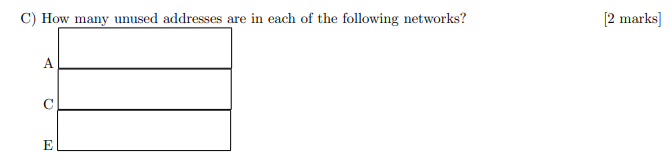 C) How many unused addresses are in each of the following networks? [2 marks]
A
C
E